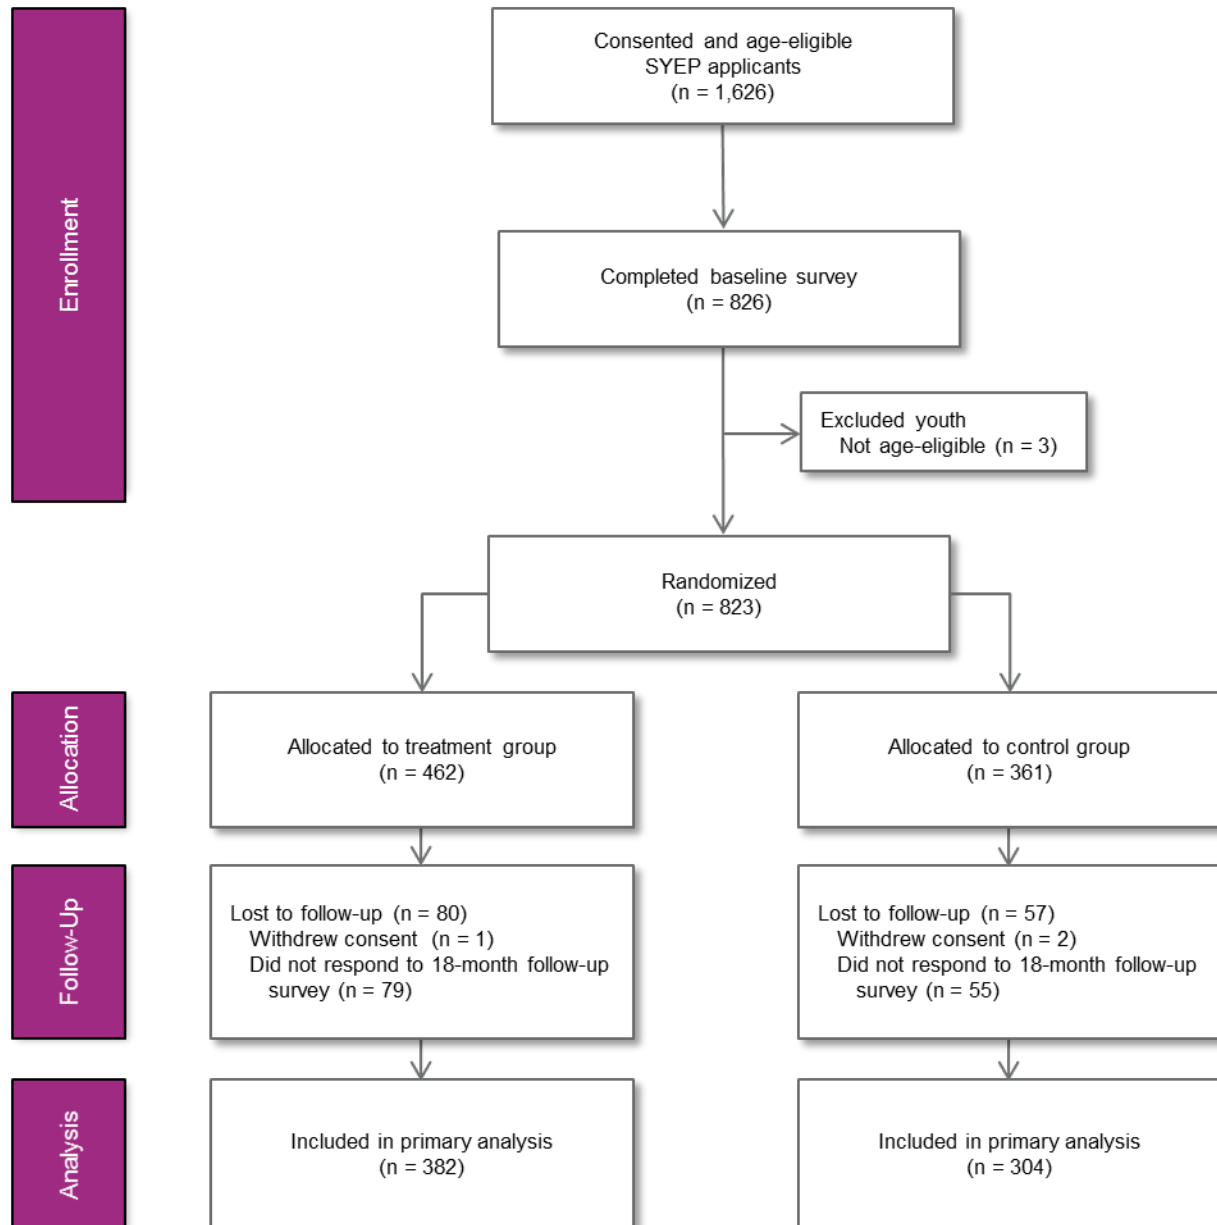 Enrollment
Consented and age-eligible
SYEP applicants
(n = 1,626)
Completed baseline survey
(n = 826)
Excluded youth
Not age-eligible (n = 3)
Randomized
(n = 823)
Allocation
Allocated to treatment group
(n = 462)
Allocated to control group
(n = 361)
Follow-Up
Lost to follow-up (n = 80)
Withdrew consent (n = 1)
Did not respond to 18-month follow-up
survey (n = 79)
Lost to follow-up (n = 57)
Withdrew consent (n = 2)
Did not respond to 18-month follow-up
survey (n = 55)
Analysis
Included in primary analysis
(n = 382)
Included in primary analysis
(n = 304)